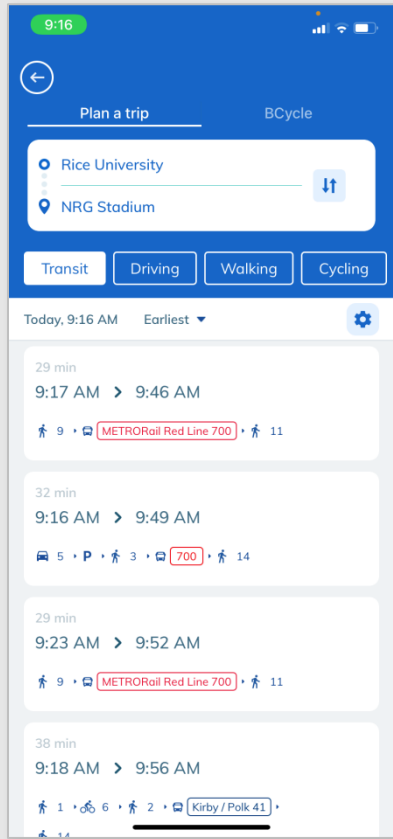 9:16
Plan a trip BCycle
Rice University
NRG Stadium
Transit Driving Walking Cycling
Today, 9:16 AM Earliest
29 min
9:17 AM > 9:46 AM
9 METRORail Red Line 700 11
32 min
9:16 AM > 9:49 AM
5 P 3 700 14
29 min
9:23 AM > 9:52 AM
9 METRORail Red Line 700 11
38 min
9:18 AM > 9:56 AM
1 6 2 Kirby / Polk 41
14